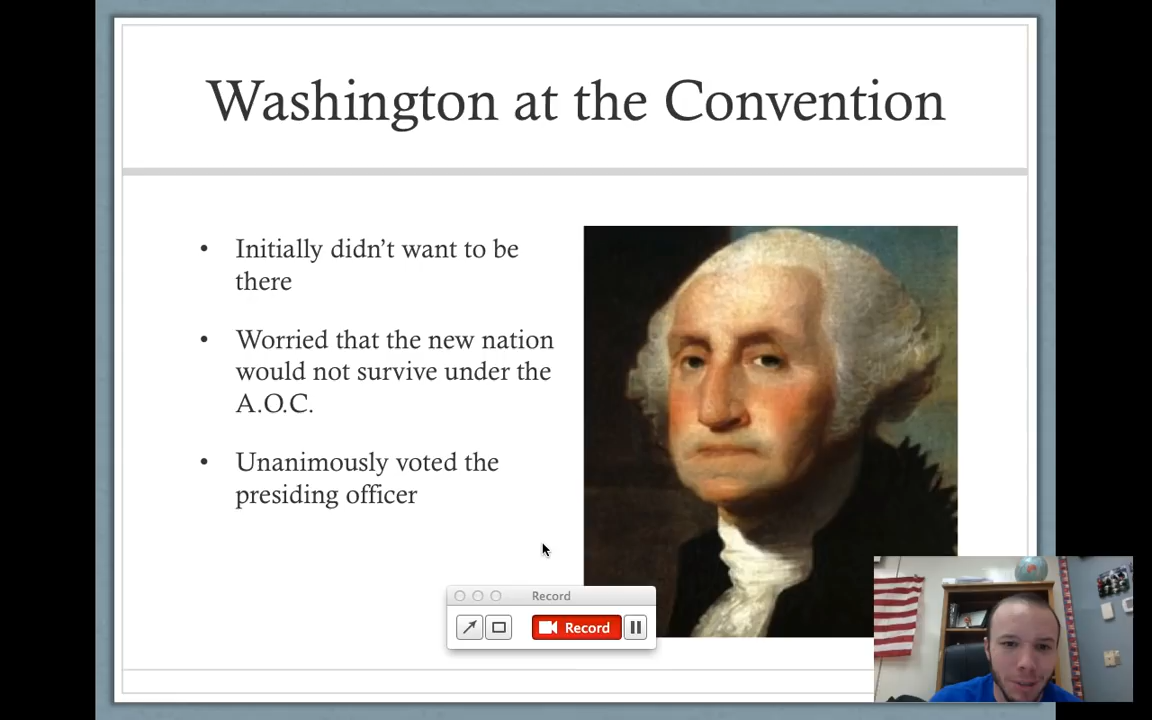 Washington at the Convention
• Initially didn’t want to be
there
• Worried that the new nation
would not survive under the
A.O.C.
• Unanimously voted the
presiding officer
Record
Record